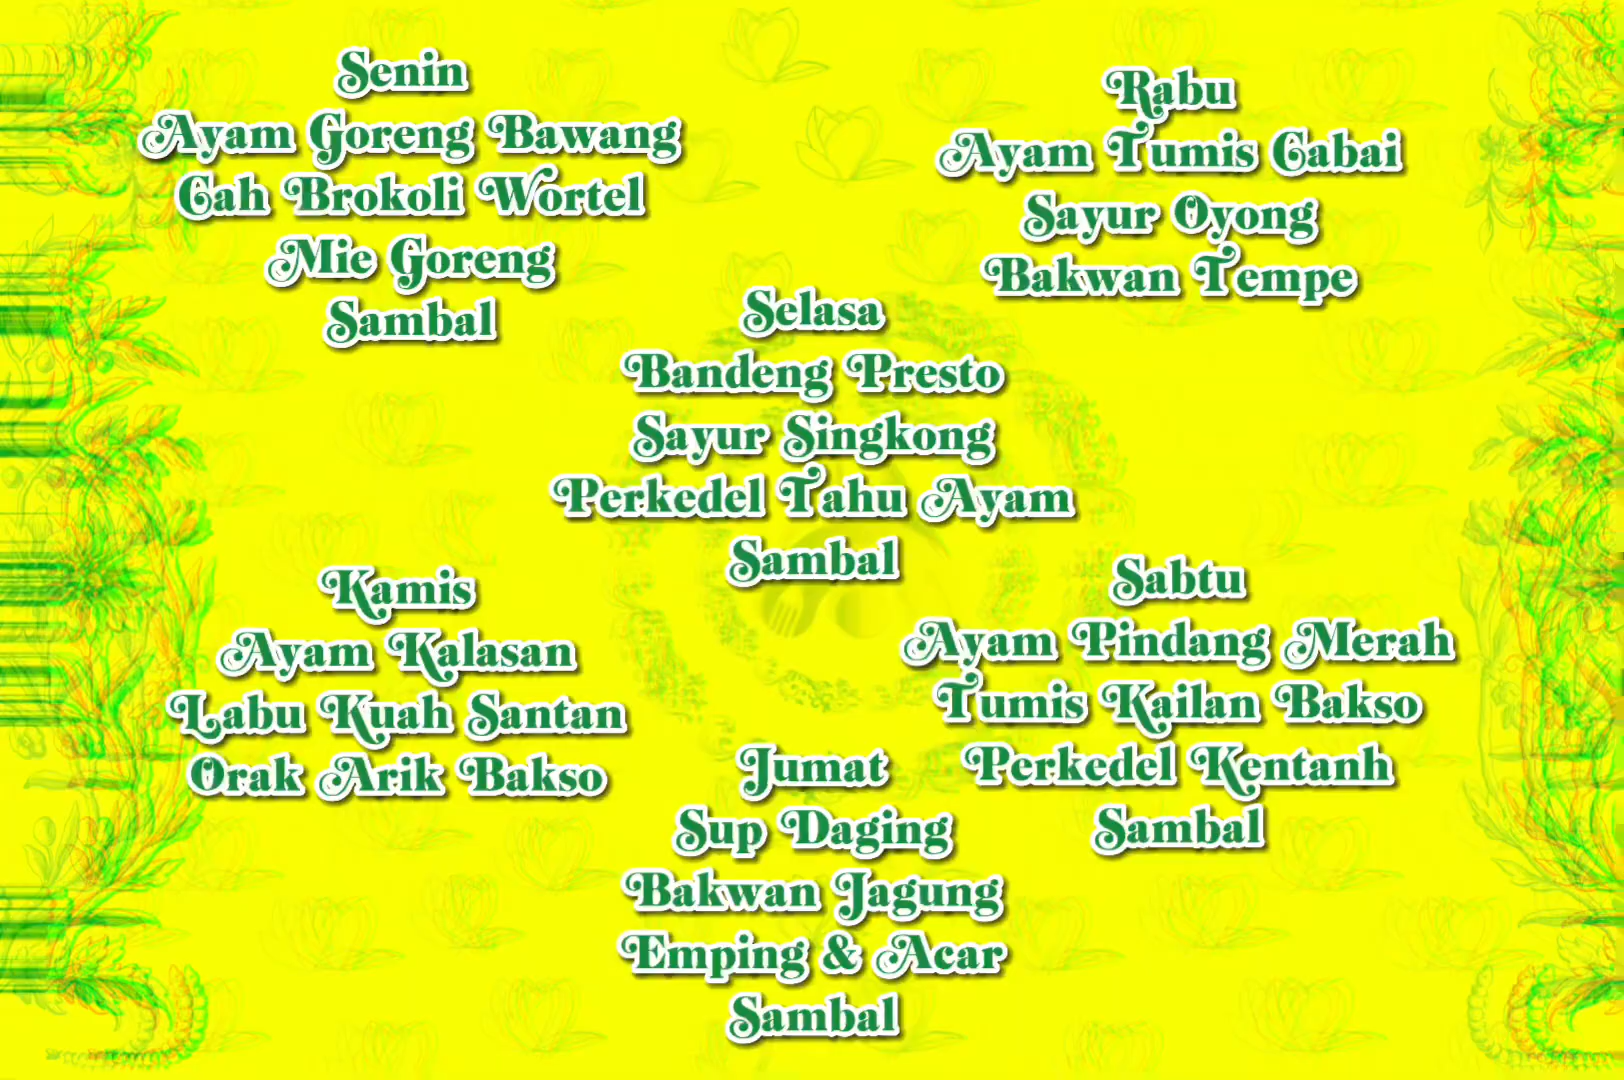 Senin
Ayam Goreng Bawang
Cah Brokoli Wortel
Mie Goreng
Sambal
Selasa
Bandeng Presto
Sayur Singkong
Perkedel Tahu Ayam
Sambal
Rabu
Ayam Tumis Cabai
Sayur Oyong
Bakwan Tempe
Kamis
Ayam Kalasan
Labu Kuah Santan
Orak Arik Bakso
Jumat
Sup Daging
Bakwan Jagung
Emping & Acar
Sambal
Sabtu
Ayam Pindang Merah
Tumis Kailan Bakso
Perkedel Kentanh
Sambal